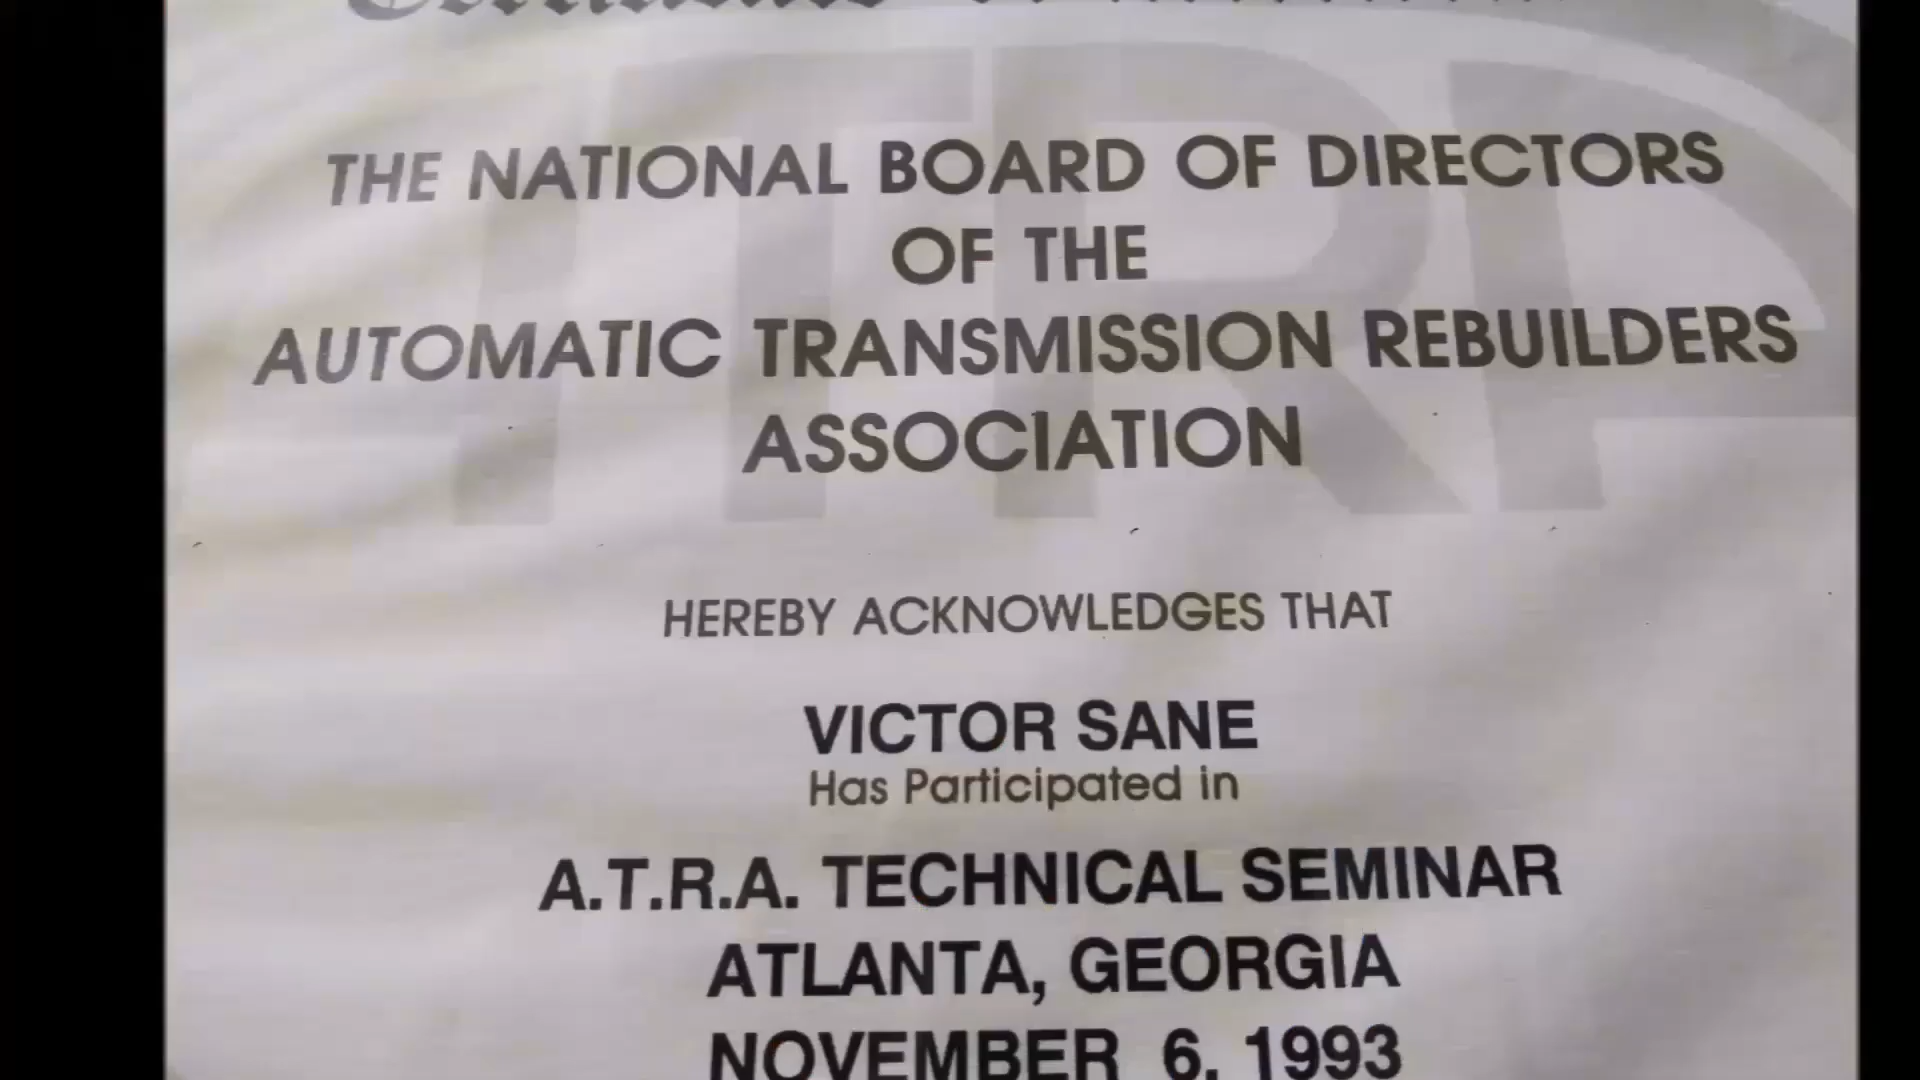 THE NATIONAL BOARD OF DIRECTORS
OF THE
AUTOMATIC TRANSMISSION REBUILDERS
ASSOCIATION
HEREBY ACKNOWLEDGES THAT
VICTOR SANE
Has Participated in
A.T.R.A. TECHNICAL SEMINAR
ATLANTA, GEORGIA
NOVEMBER 6, 1993